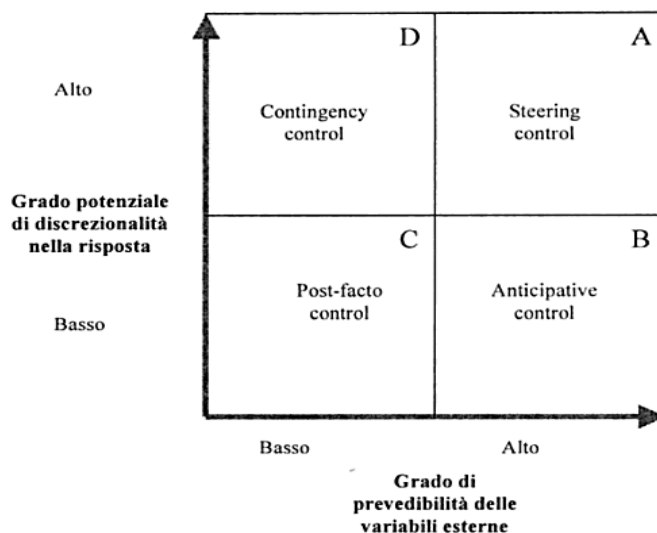 D
A
Alto
Contingency
control
Steering
control
Grado potenziale
di discrezionalità
nella risposta
C
B
Post-facto
control
Anticipative
control
Basso
Basso
Alto
Grado di
prevedibilità delle
variabili esterne